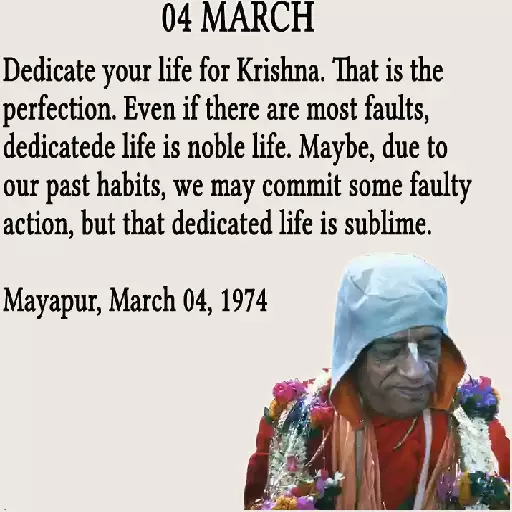 04 MARCH
Dedicate your life for Krishna. That is the
perfection. Even if there are most faults,
dedicatede life is noble life. Maybe, due to
our past habits, we may commit some faulty
action, but that dedicated life is sublime.
Mayapur, March 04, 1974